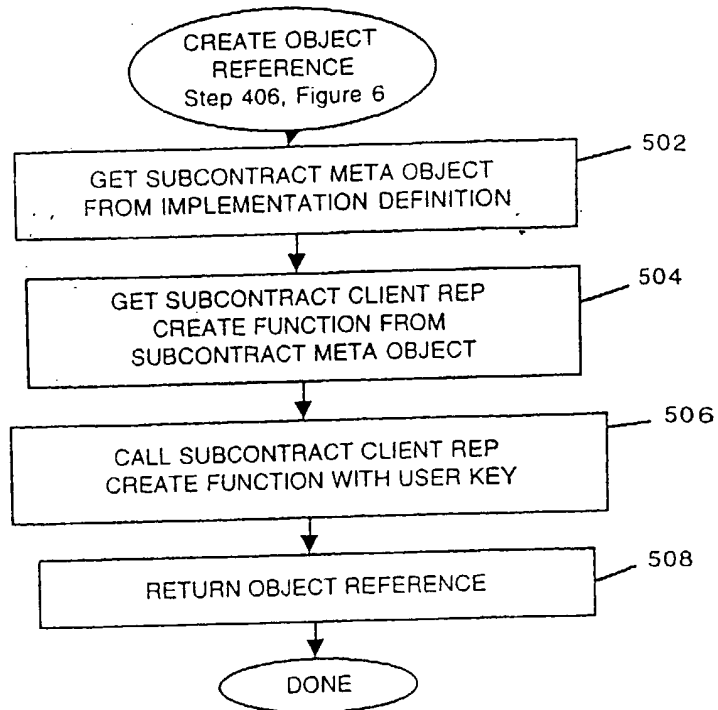 CREATE OBJECT
REFERENCE
Step 406, Figure 6
502
GET SUBCONTRACT META OBJECT
FROM IMPLEMENTATION DEFINITION
504
GET SUBCONTRACT CLIENT REP
CREATE FUNCTION FROM
SUBCONTRACT META OBJECT
506
CALL SUBCONTRACT CLIENT REP
CREATE FUNCTION WITH USER KEY
508
RETURN OBJECT REFERENCE
DONE